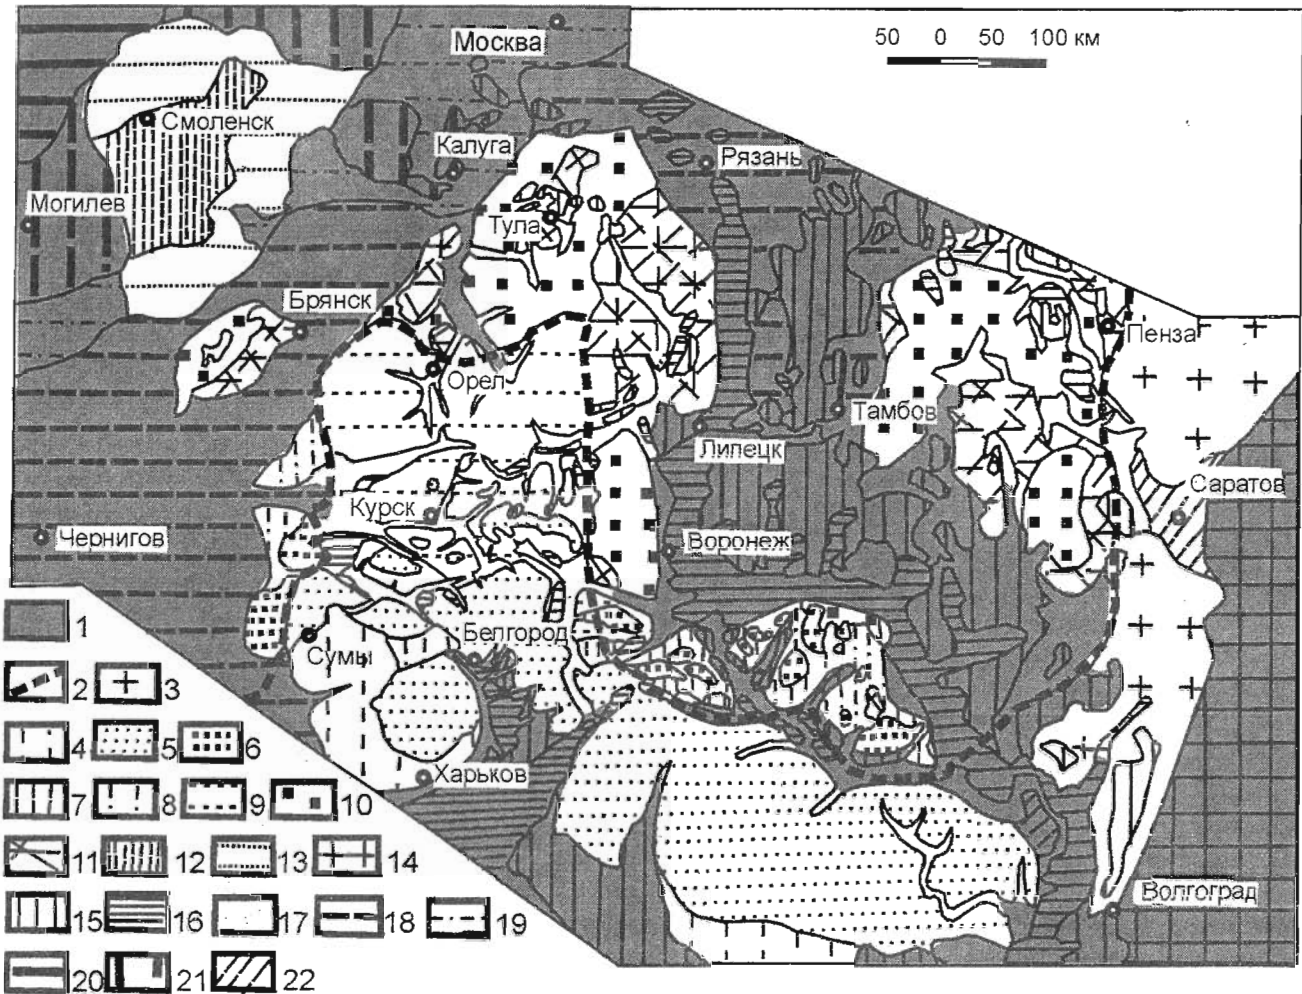 Москва
50 0 50 100 км
Смоленск
Калуга
Рязань
Могилев
Тула
Брянск
Пенза
Орел
Тамбов
Липецк
Саратов
Курск
Чернигов
Воронеж
Белгород
Сумы
Харьков
Волгоград
1
2 3
4 5 6
7 8 9 10
11 12 13 14
15 16 17 18 19
20 21 22